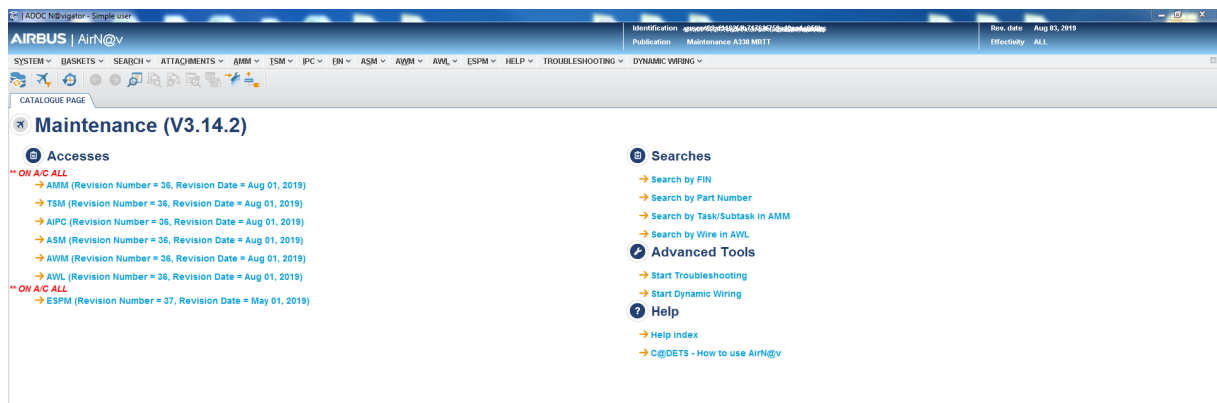 ADOC N@vigator - Simple user
AIRBUS | AirN@v
Identification
Publication Maintenance A330 MRTT
Rev. date Aug 03, 2019
Effectivity ALL
SYSTEM BASKETS SEARCH ATTACHMENTS AMM TSM IPC FIN ASM AWM AWL ESPM HELP TROUBLESHOOTING DYNAMIC WIRING
CATALOGUE PAGE
Maintenance (V3.14.2)
Accesses
** ON A/C ALL
AMM (Revision Number = 36, Revision Date = Aug 01, 2019)
TSM (Revision Number = 36, Revision Date = Aug 01, 2019)
AIPC (Revision Number = 36, Revision Date = Aug 01, 2019)
ASM (Revision Number = 36, Revision Date = Aug 01, 2019)
AWM (Revision Number = 36, Revision Date = Aug 01, 2019)
AWL (Revision Number = 36, Revision Date = Aug 01, 2019)
** ON A/C ALL
ESPM (Revision Number = 37, Revision Date = May 01, 2019)
Searches
Search by FIN
Search by Part Number
Search by Task/Subtask in AMM
Search by Wire in AWL
Advanced Tools
Start Troubleshooting
Start Dynamic Wiring
Help
Help index
C@DETS - How to use AirN@v